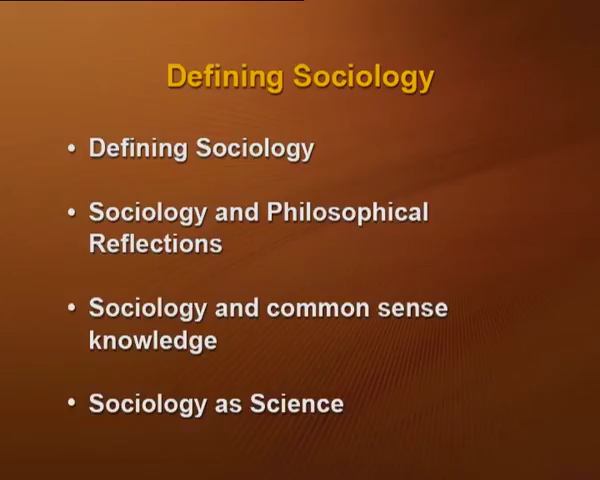 Defining Sociology
• Defining Sociology
• Sociology and Philosophical
Reflections
• Sociology and common sense
knowledge
• Sociology as Science